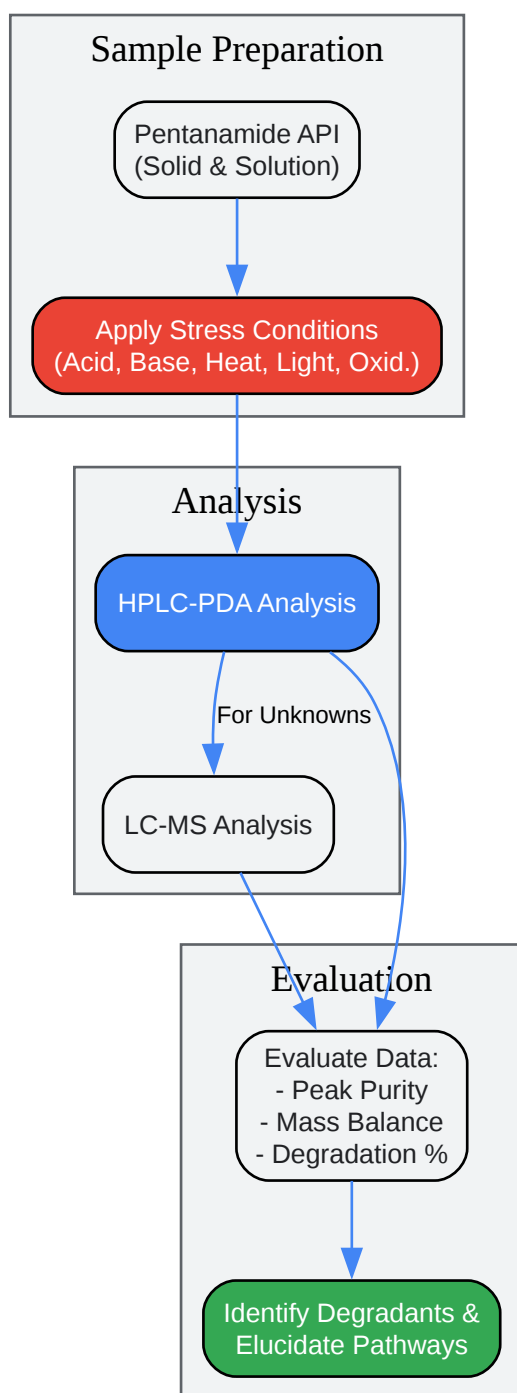 Sample Preparation
Pentanamide API
(Solid & Solution)
Apply Stress Conditions
(Acid, Base, Heat, Light, Oxid.)
Analysis
HPLC-PDA Analysis
For Unknowns
LC-MS Analysis
Evaluation
Evaluate Data:
- Peak Purity
- Mass Balance
- Degradation %
Identify Degradants &
Elucidate Pathways